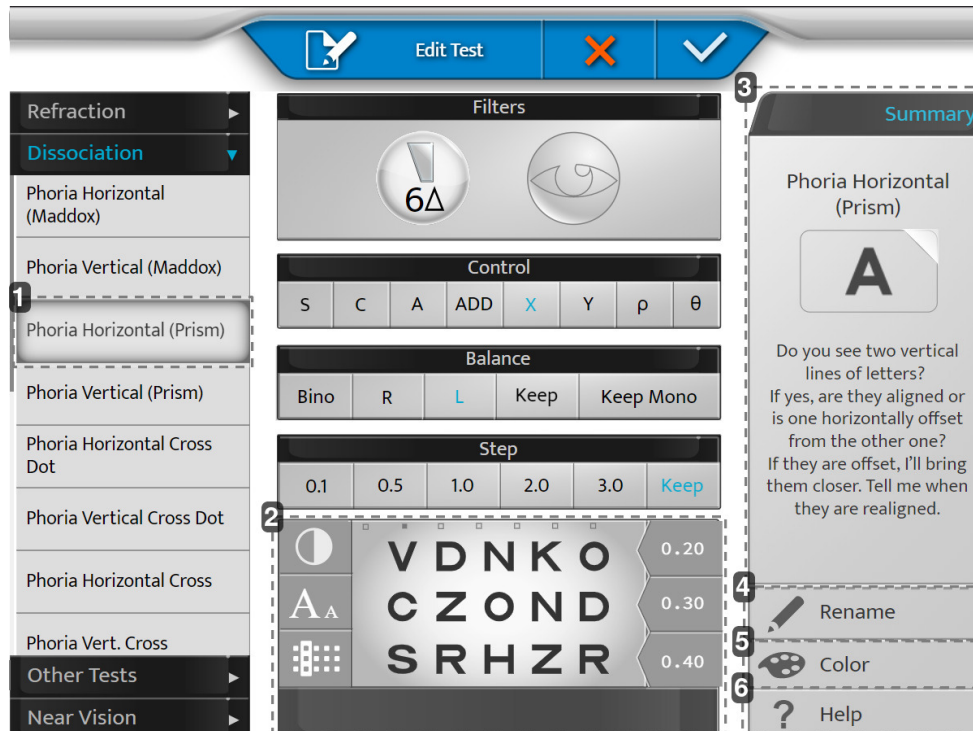 Edit Test
3
Refraction
Dissociation
Phoria Horizontal
(Maddox)
Phoria Vertical (Maddox)
1
Phoria Horizontal (Prism)
Phoria Vertical (Prism)
Phoria Horizontal Cross
Dot
Phoria Vertical Cross Dot
Phoria Horizontal Cross
Phoria Vert. Cross
Other Tests
Near Vision
Filters
6Δ
Control
S C A ADD X Y ρ θ
Balance
Bino R L Keep Keep Mono
Step
0.1 0.5 1.0 2.0 3.0 Keep
2
A A
V D N K O 0.20
C Z O N D 0.30
S R H Z R 0.40
Summary
Phoria Horizontal
(Prism)
A
Do you see two vertical
lines of letters?
If yes, are they aligned or
is one horizontally offset
from the other one?
If they are offset, I'll bring
them closer. Tell me when
they are realigned.
4
Rename
5
Color
6
? Help